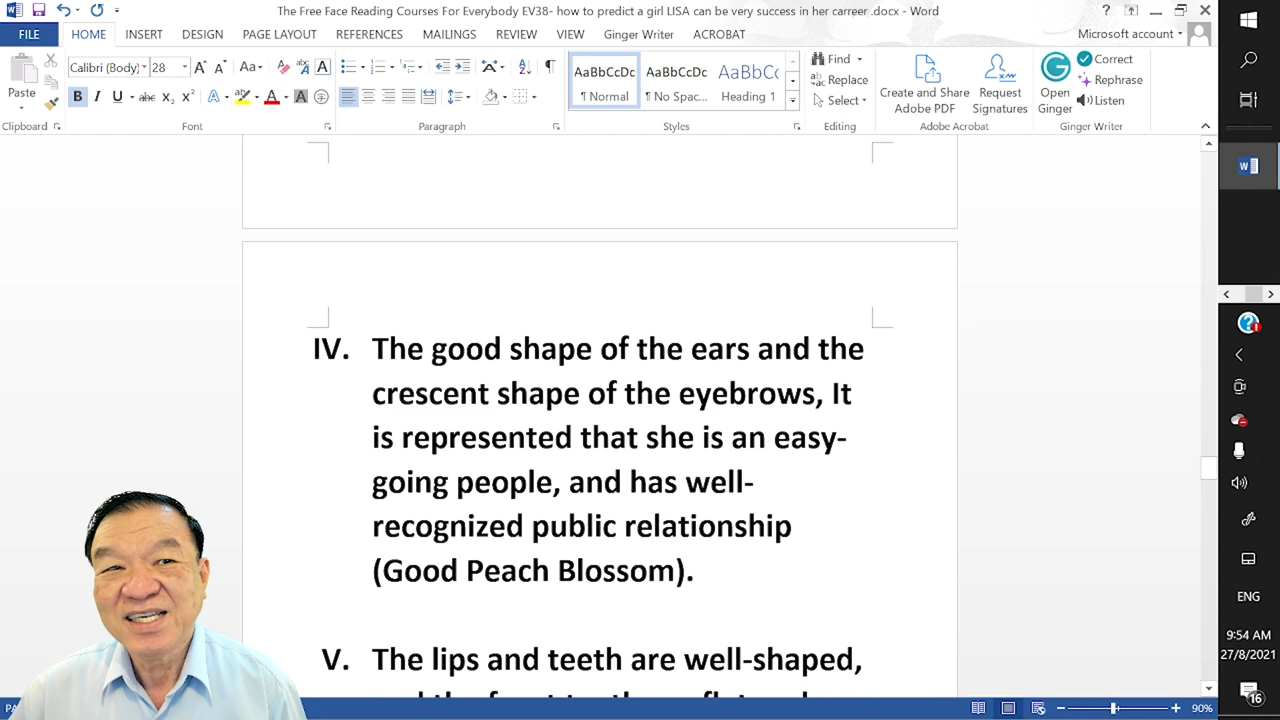 The Free Face Reading Courses For Everybody EV38- how to predict a girl LISA can be very success in her carreer .docx - Word
FILE HOME INSERT DESIGN PAGE LAYOUT REFERENCES MAILINGS REVIEW VIEW Ginger Writer ACROBAT Microsoft account
Paste
Calibri (Body) 28 Aa
B I U abc X₂ X² A A A
AaBbCcDc AaBbCcDc AaBbCc
¶ Normal ¶ No Spac... Heading 1
Find
Replace
Select
Create and Share
Adobe PDF
Request
Signatures
Open
Ginger
Correct
Rephrase
Listen
Clipboard Font Paragraph Styles Editing Adobe Acrobat Ginger Writer
IV. The good shape of the ears and the
crescent shape of the eyebrows, It
is represented that she is an easy-
going people, and has well-
recognized public relationship
(Good Peach Blossom).
V. The lips and teeth are well-shaped,
ENG
9:54 AM
27/8/2021
16
90%